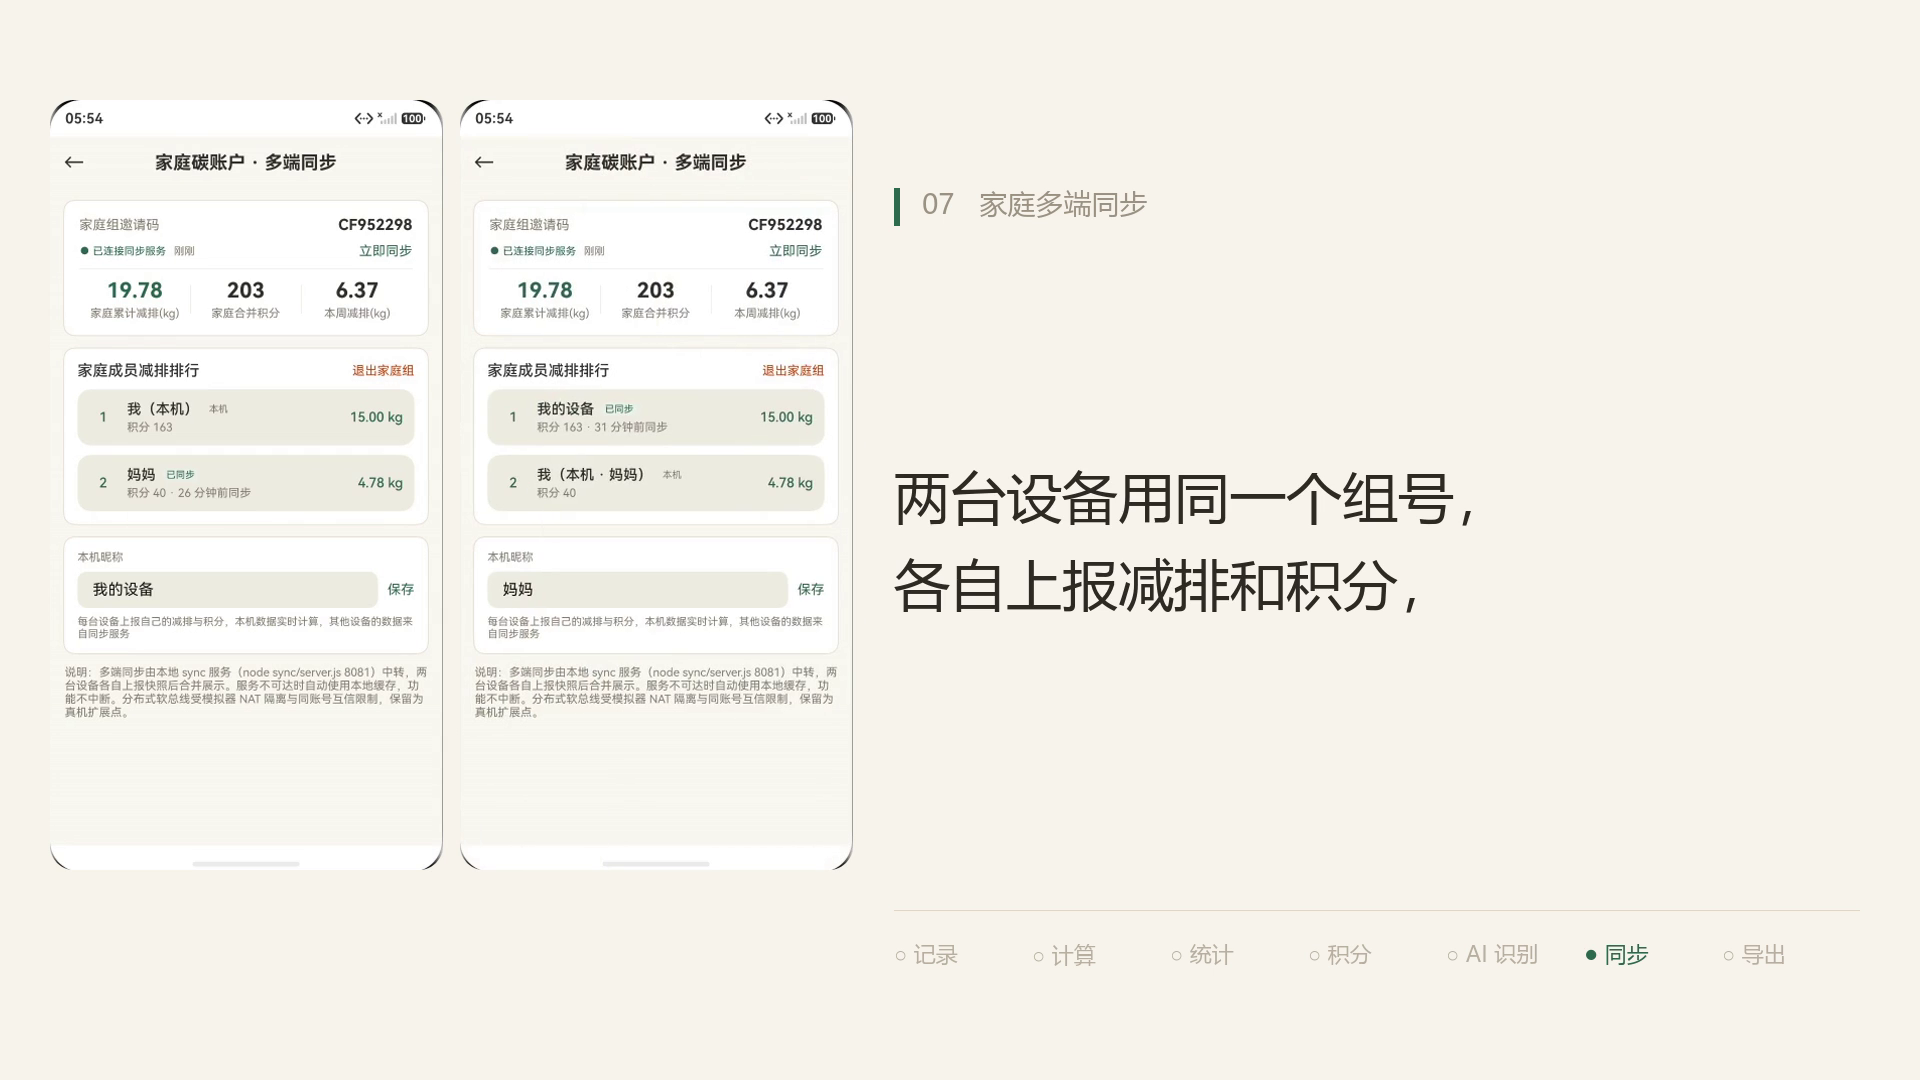 05:54
100
家庭碳账户 · 多端同步
家庭组邀请码 CF952298
已连接同步服务 刚刚 立即同步
19.78 203 6.37
家庭累计减排(kg) 家庭合并积分 本周减排(kg)
家庭成员减排排行 退出家庭组
1 我（本机） 本机 15.00 kg
积分 163
2 妈妈 已同步 4.78 kg
积分 40 · 26 分钟前同步
本机昵称
我的设备 保存
每台设备上报自己的减排与积分，本机数据实时计算，其他设备的数据来
自同步服务
说明：多端同步由本地 sync 服务（node sync/server.js 8081）中转，两
台设备各自上报快照后合并展示。服务不可达时自动使用本地缓存，功
能不中断。分布式软总线受模拟器 NAT 隔离与同账号互信限制，保留为
真机扩展点。
05:54
100
家庭碳账户 · 多端同步
家庭组邀请码 CF952298
已连接同步服务 刚刚 立即同步
19.78 203 6.37
家庭累计减排(kg) 家庭合并积分 本周减排(kg)
家庭成员减排排行 退出家庭组
1 我的设备 已同步 15.00 kg
积分 163 · 31 分钟前同步
2 我（本机 · 妈妈） 本机 4.78 kg
积分 40
本机昵称
妈妈 保存
每台设备上报自己的减排与积分，本机数据实时计算，其他设备的数据来
自同步服务
说明：多端同步由本地 sync 服务（node sync/server.js 8081）中转，两
台设备各自上报快照后合并展示。服务不可达时自动使用本地缓存，功
能不中断。分布式软总线受模拟器 NAT 隔离与同账号互信限制，保留为
真机扩展点。
07 家庭多端同步
两台设备用同一个组号，
各自上报减排和积分，
记录 计算 统计 积分 AI 识别 同步 导出